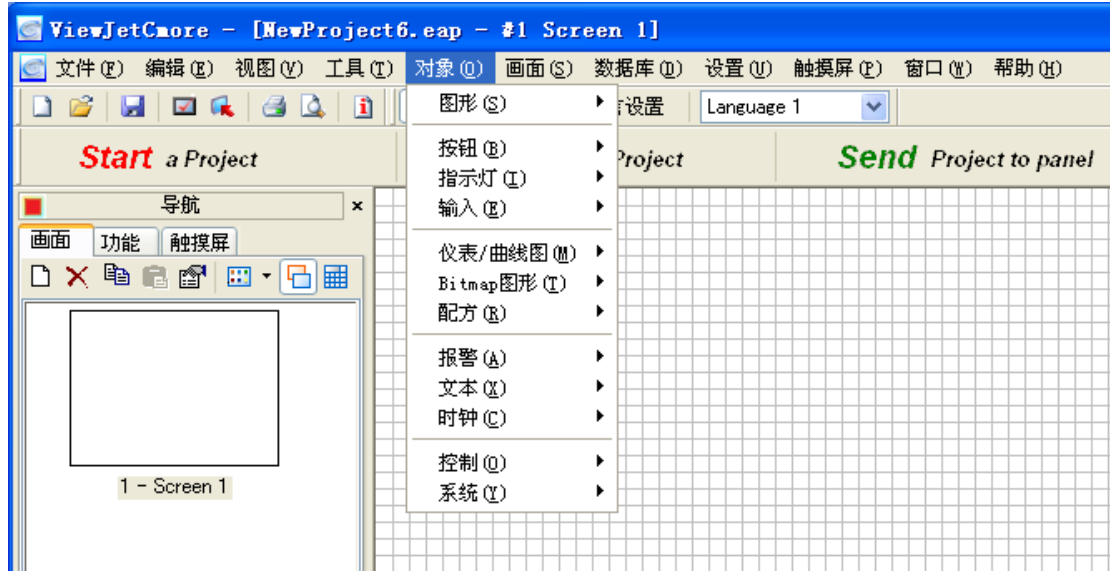 ViewJetCmore - [NewProject6.eap - #1 Screen 1]
文件(F) 编辑(E) 视图(V) 工具(T) 对象(O) 画面(S) 数据库(D) 设置(U) 触摸屏(P) 窗口(W) 帮助(H)
设置 Language 1
Start a Project
Project
Send Project to panel
导航
画面 功能 触摸屏
1 - Screen 1
图形(S)
按钮(B)
指示灯(I)
输入(E)
仪表/曲线图(M)
Bitmap图形(T)
配方(R)
报警(A)
文本(X)
时钟(C)
控制(O)
系统(Y)